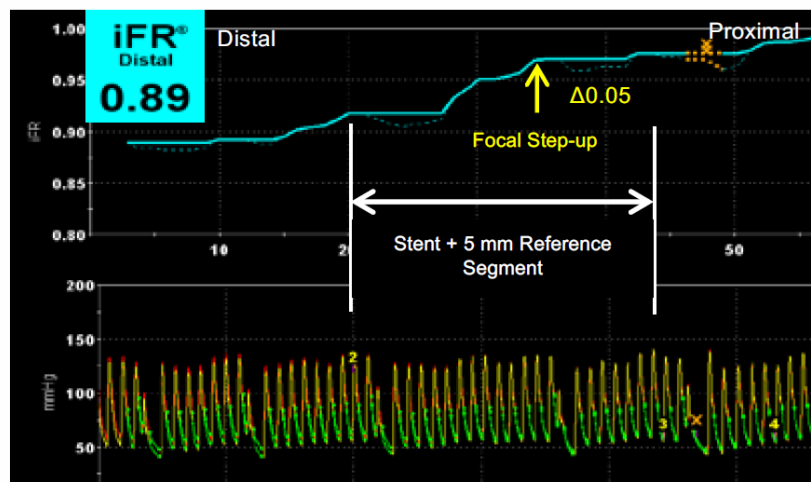 iFR®
Distal
0.89
Distal
Proximal
1.00
0.95
0.90
0.85
0.80
iFR
Δ0.05
Focal Step-up
Stent + 5 mm Reference
Segment
10
50
200
150
100
50
mmHg
2
3
4